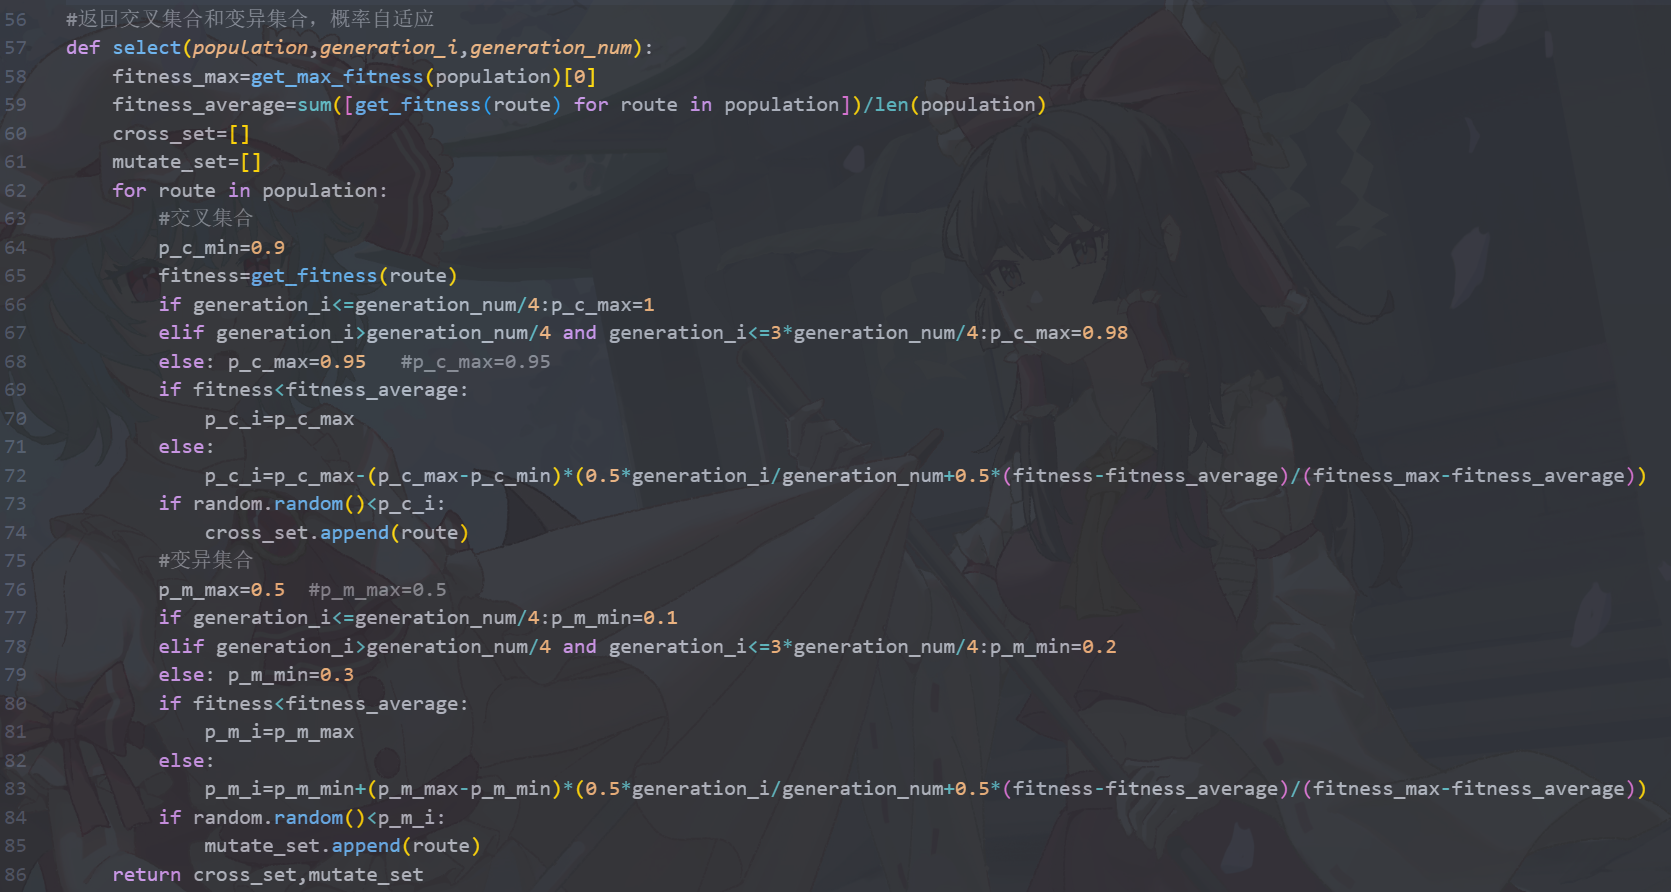 56 #返回交叉集合和变异集合，概率自适应
57 def select(population,generation_i,generation_num):
58     fitness_max=get_max_fitness(population)[0]
59     fitness_average=sum([get_fitness(route) for route in population])/len(population)
60     cross_set=[]
61     mutate_set=[]
62     for route in population:
63         #交叉集合
64         p_c_min=0.9
65         fitness=get_fitness(route)
66         if generation_i<=generation_num/4:p_c_max=1
67         elif generation_i>generation_num/4 and generation_i<=3*generation_num/4:p_c_max=0.98
68         else: p_c_max=0.95   #p_c_max=0.95
69         if fitness<fitness_average:
70             p_c_i=p_c_max
71         else:
72             p_c_i=p_c_max-(p_c_max-p_c_min)*(0.5*generation_i/generation_num+0.5*(fitness-fitness_average)/(fitness_max-fitness_average))
73         if random.random()<p_c_i:
74             cross_set.append(route)
75         #变异集合
76         p_m_max=0.5  #p_m_max=0.5
77         if generation_i<=generation_num/4:p_m_min=0.1
78         elif generation_i>generation_num/4 and generation_i<=3*generation_num/4:p_m_min=0.2
79         else: p_m_min=0.3
80         if fitness<fitness_average:
81             p_m_i=p_m_max
82         else:
83             p_m_i=p_m_min+(p_m_max-p_m_min)*(0.5*generation_i/generation_num+0.5*(fitness-fitness_average)/(fitness_max-fitness_average))
84         if random.random()<p_m_i:
85             mutate_set.append(route)
86     return cross_set,mutate_set